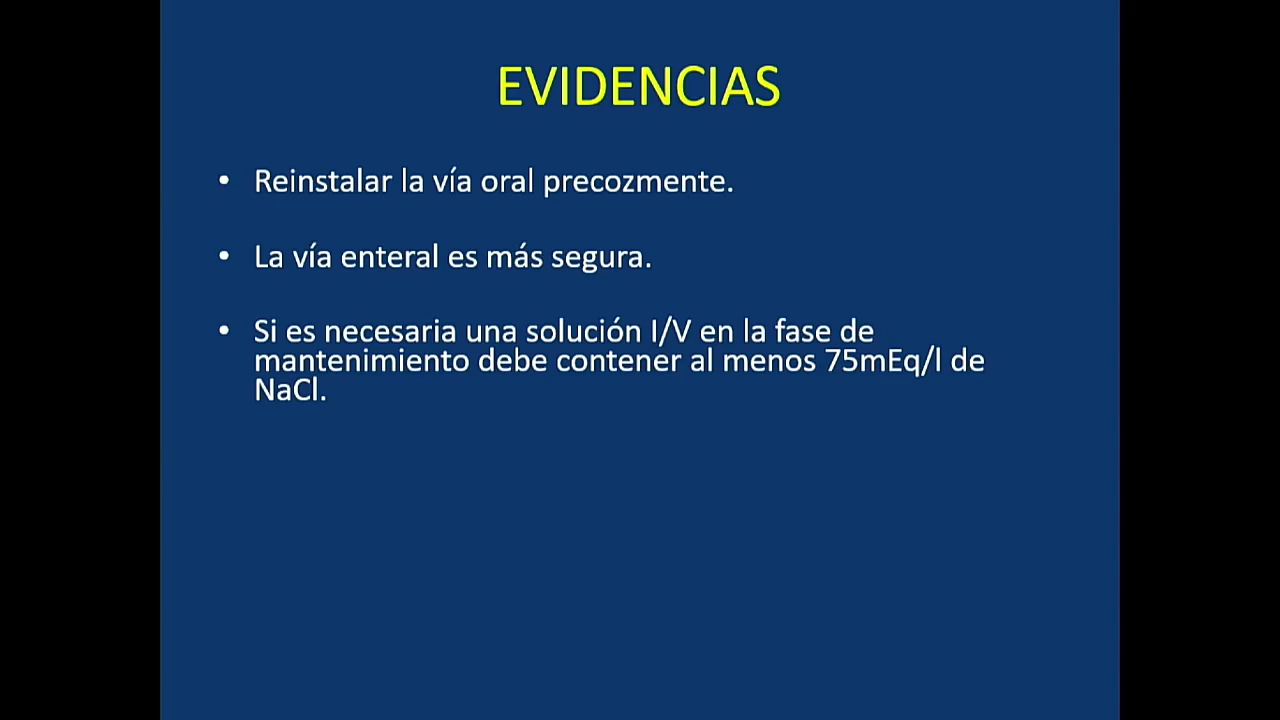 EVIDENCIAS
• Reinstalar la vía oral precozmente.
• La vía enteral es más segura.
• Si es necesaria una solución I/V en la fase de
mantenimiento debe contener al menos 75mEq/l de
NaCl.